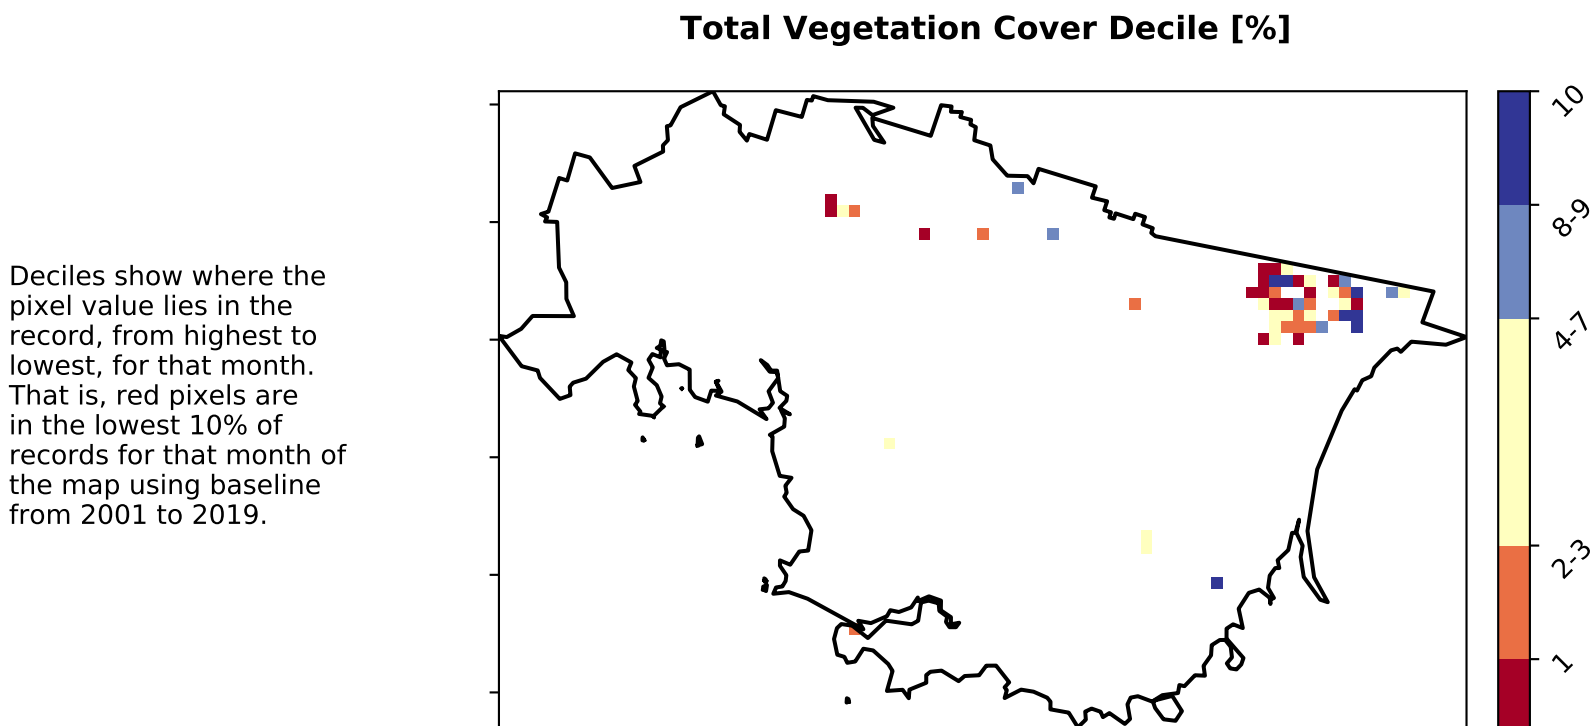 Total Vegetation Cover Decile [%]
Deciles show where the
pixel value lies in the
record, from highest to
lowest, for that month.
That is, red pixels are
in the lowest 10% of
records for that month of
the map using baseline
from 2001 to 2019.
10
8-9
4-7
2-3
1